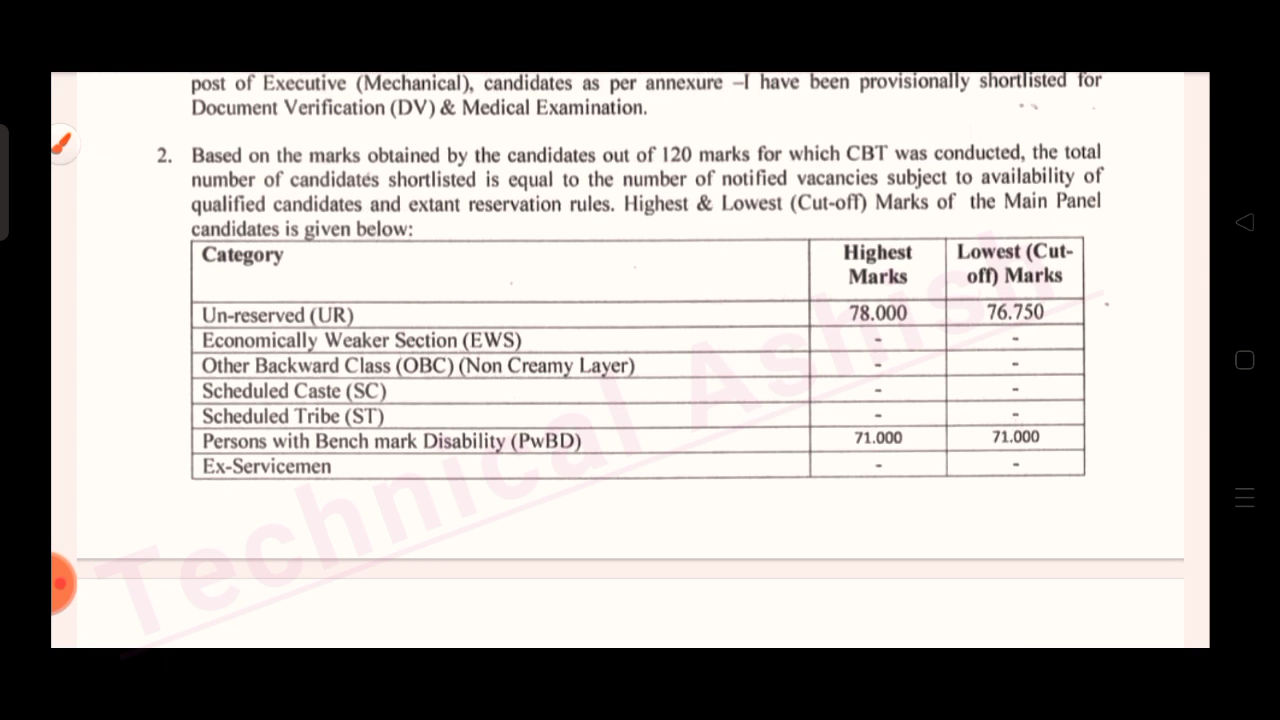 post of Executive (Mechanical), candidates as per annexure –I have been provisionally shortlisted for
Document Verification (DV) & Medical Examination.
2. Based on the marks obtained by the candidates out of 120 marks for which CBT was conducted, the total
number of candidates shortlisted is equal to the number of notified vacancies subject to availability of
qualified candidates and extant reservation rules. Highest & Lowest (Cut-off) Marks of the Main Panel
candidates is given below:
Category Highest Marks Lowest (Cut-off) Marks
Un-reserved (UR) 78.000 76.750
Economically Weaker Section (EWS) - -
Other Backward Class (OBC) (Non Creamy Layer) - -
Scheduled Caste (SC) - -
Scheduled Tribe (ST) - -
Persons with Bench mark Disability (PwBD) 71.000 71.000
Ex-Servicemen - -
Technical Ashish